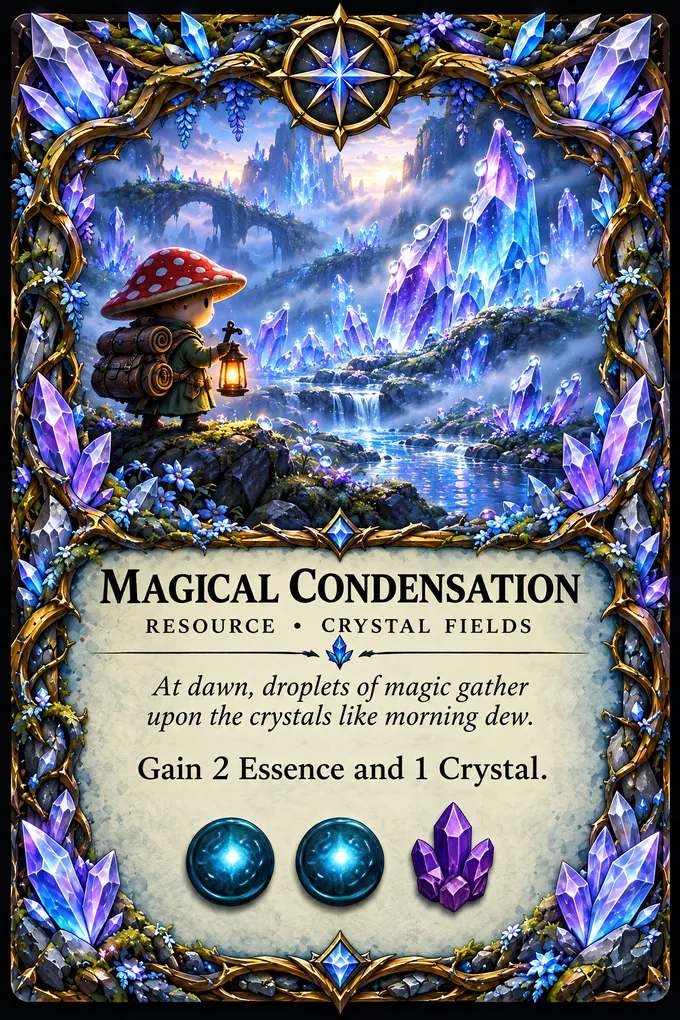 MAGICAL CONDENSATION
RESOURCE • CRYSTAL FIELDS
At dawn, droplets of magic gather
upon the crystals like morning dew.
Gain 2 Essence and 1 Crystal.